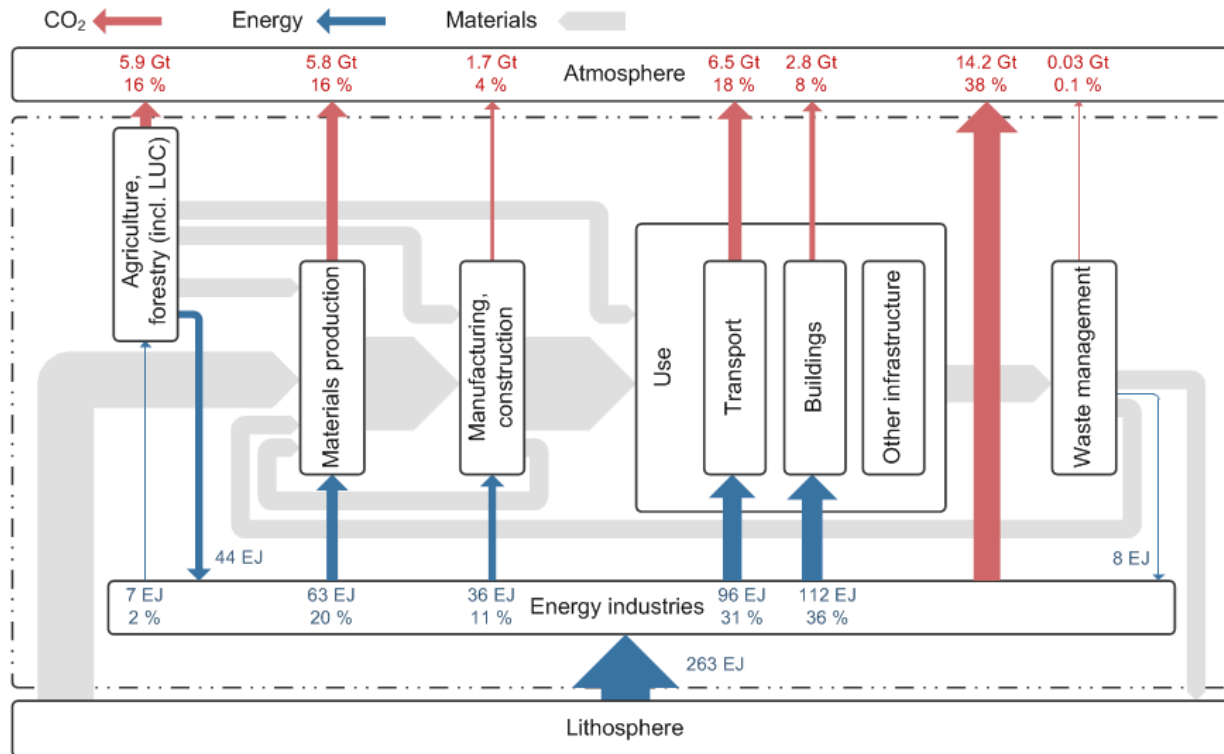 CO₂
Energy
Materials
5.9 Gt
16 %
5.8 Gt
16 %
1.7 Gt
4 %
Atmosphere
6.5 Gt
18 %
2.8 Gt
8 %
14.2 Gt
38 %
0.03 Gt
0.1 %
Agriculture,
forestry (incl. LUC)
Materials production
Manufacturing,
construction
Use
Transport
Buildings
Other infrastructure
Waste management
44 EJ
8 EJ
7 EJ
2 %
63 EJ
20 %
36 EJ
11 %
Energy industries
96 EJ
31 %
112 EJ
36 %
263 EJ
Lithosphere